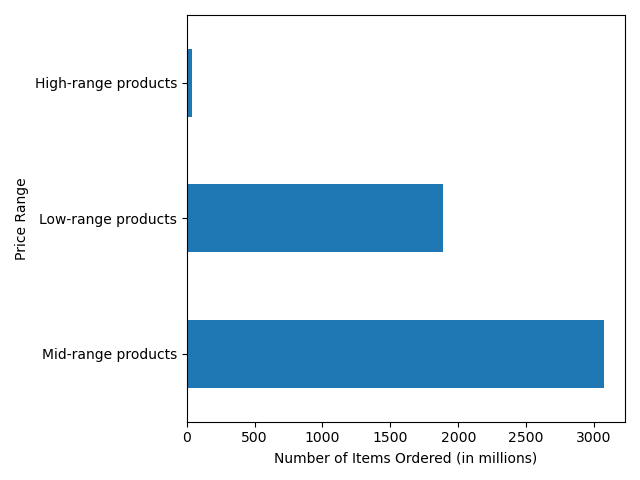 High-range products
Low-range products
Mid-range products
Price Range
0 500 1000 1500 2000 2500 3000
Number of Items Ordered (in millions)